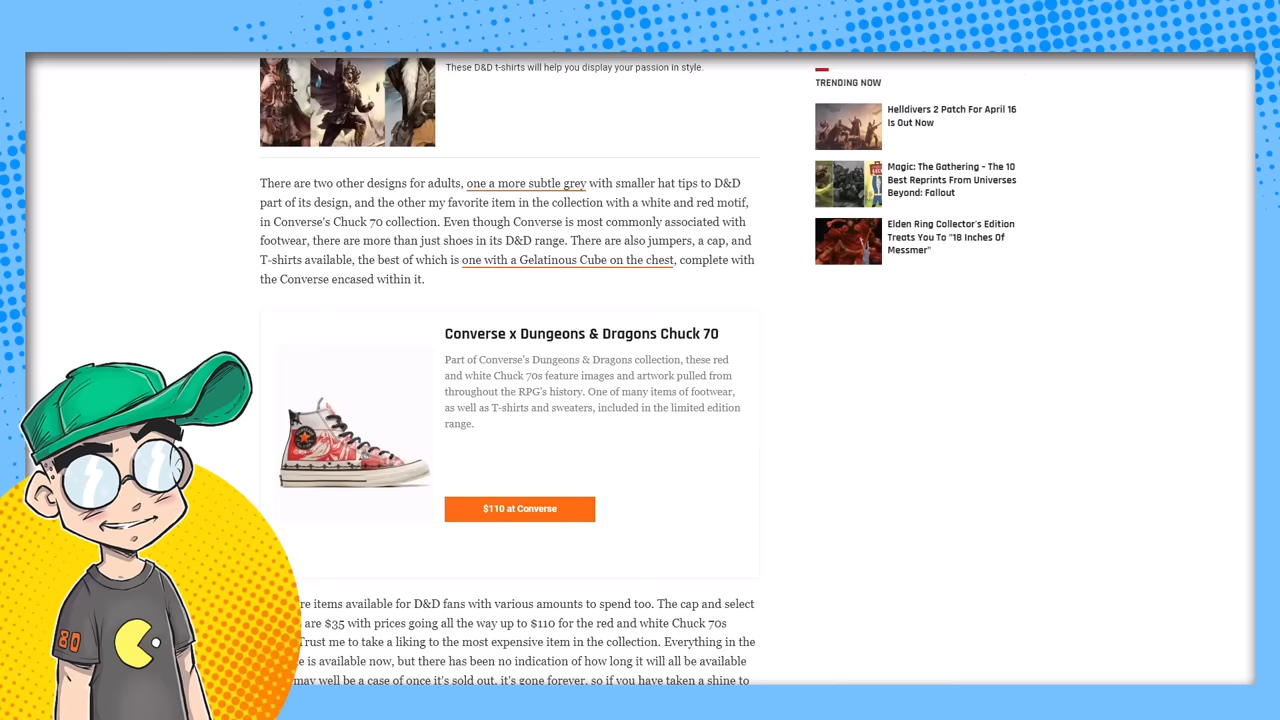 These D&D t-shirts will help you display your passion in style.
There are two other designs for adults, one a more subtle grey with smaller hat tips to D&D
part of its design, and the other my favorite item in the collection with a white and red motif,
in Converse's Chuck 70 collection. Even though Converse is most commonly associated with
footwear, there are more than just shoes in its D&D range. There are also jumpers, a cap, and
T-shirts available, the best of which is one with a Gelatinous Cube on the chest, complete with
the Converse encased within it.
Converse x Dungeons & Dragons Chuck 70
Part of Converse's Dungeons & Dragons collection, these red
and white Chuck 70s feature images and artwork pulled from
throughout the RPG's history. One of many items of footwear,
as well as T-shirts and sweaters, included in the limited edition
range.
$110 at Converse
re items available for D&D fans with various amounts to spend too. The cap and select
are $35 with prices going all the way up to $110 for the red and white Chuck 70s
Trust me to take a liking to the most expensive item in the collection. Everything in the
e is available now, but there has been no indication of how long it will all be available
may well be a case of once it's sold out, it's gone forever, so if you have taken a shine to
TRENDING NOW
Helldivers 2 Patch For April 16
Is Out Now
Magic: The Gathering – The 10
Best Reprints From Universes
Beyond: Fallout
Elden Ring Collector's Edition
Treats You To "18 Inches Of
Messmer"
80